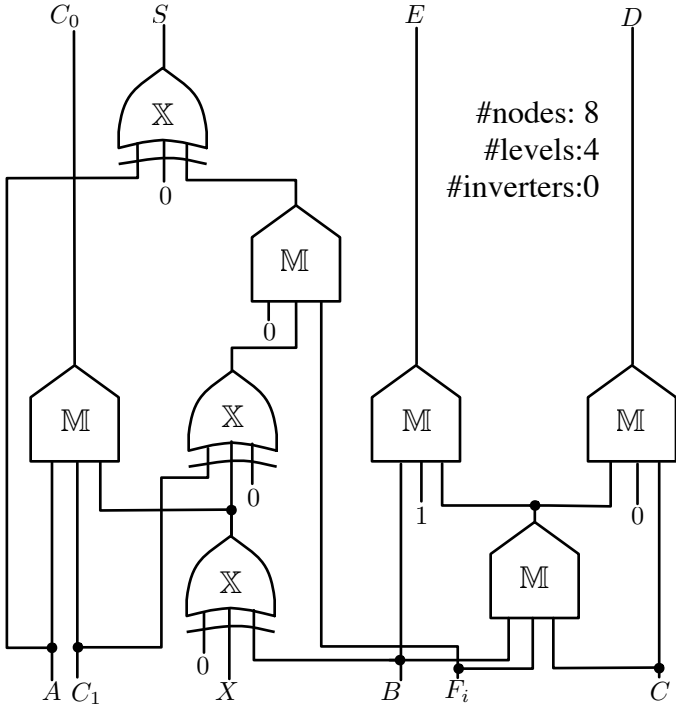 C₀ S E D
𝕏
#nodes: 8
#levels:4
#inverters:0
0
𝕄
0
𝕄 𝕏 𝕄 𝕄
0 1 0
𝕏 𝕄
0
A C₁ X B Fᵢ C